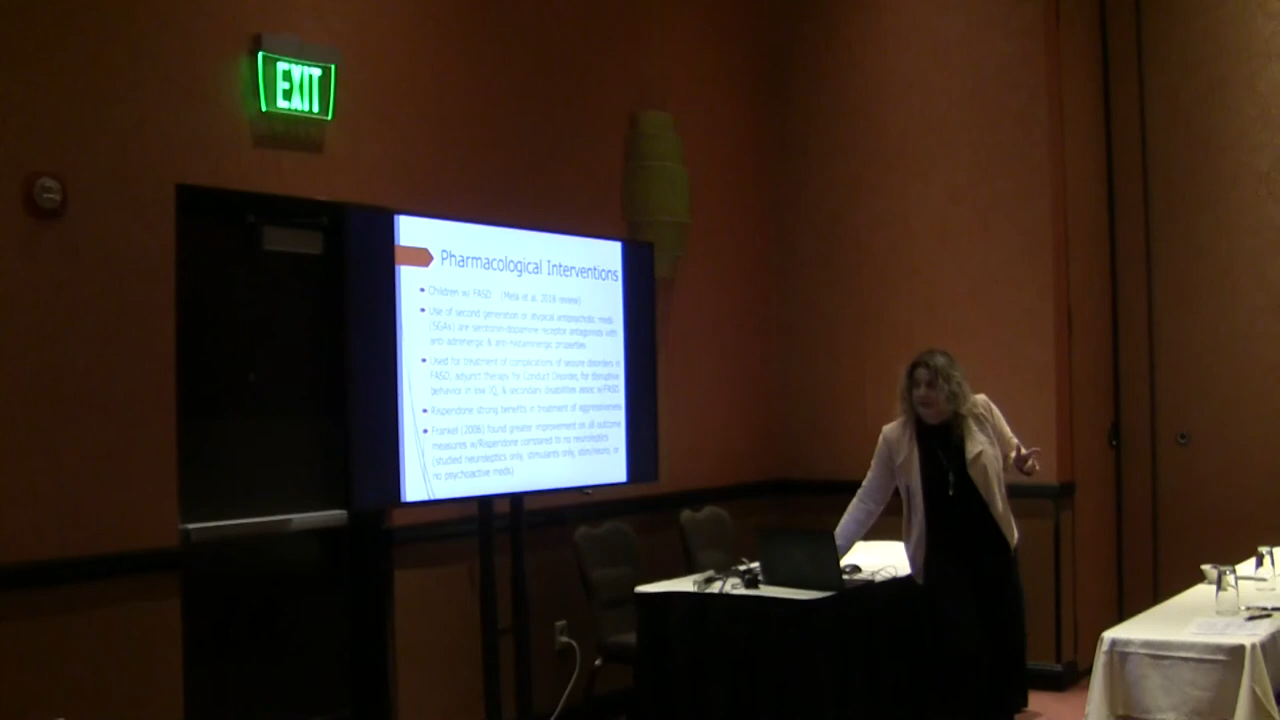 EXIT
Pharmacological Interventions
Children w/ FASD (Mela et al. 2018 review)
Use of second generation or atypical antipsychotic meds
(SGAs) are serotonin-dopamine receptor antagonists with
anti-adrenergic & anti-histaminergic properties
Used for treatment of complications of seizure disorders in
FASD, adjunct therapy for Conduct Disorder, for disruptive
behavior in low IQ, & secondary disabilities assoc w/FASD
Risperidone strong benefits in treatment of aggressiveness
Frankel (2006) found greater improvement on all outcome
measures w/Risperidone compared to no neuroleptics
(studied neuroleptics only, stimulants only, stim/neuro, or
no psychoactive meds)